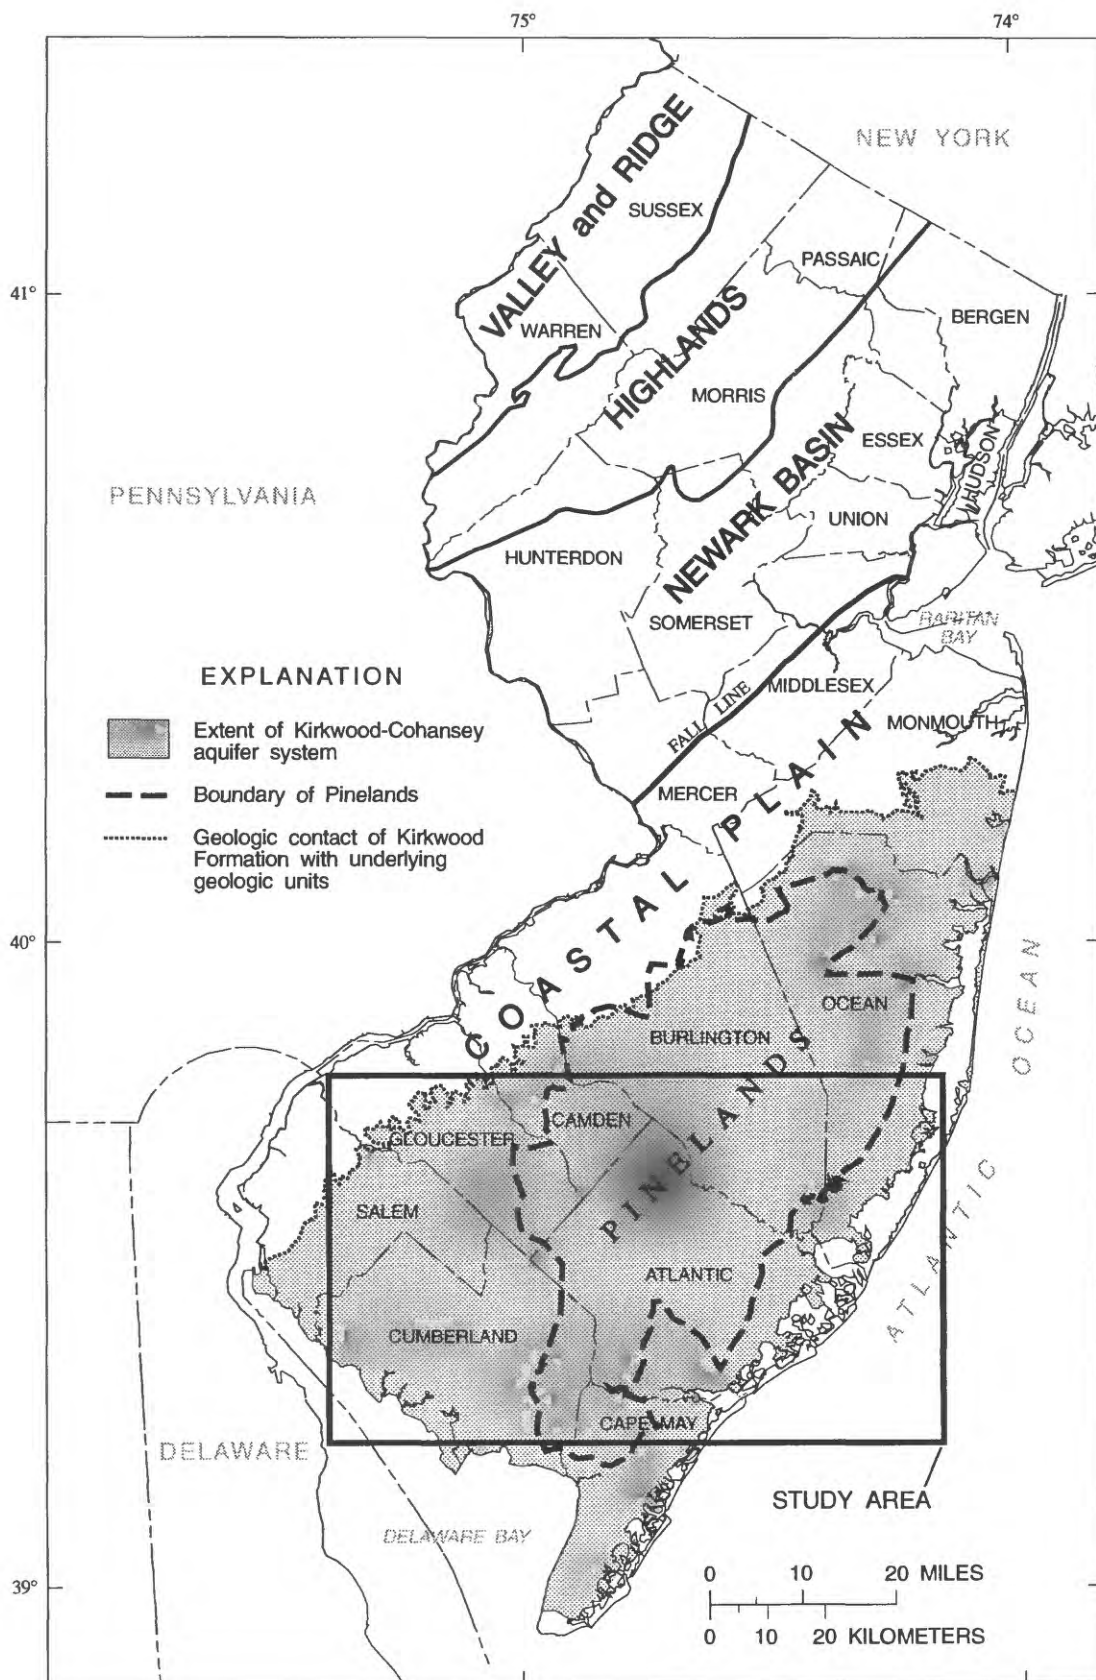 75°
74°
NEW YORK
VALLEY and RIDGE
SUSSEX
PASSAIC
41°
BERGEN
WARREN
HIGHLANDS
MORRIS
ESSEX
HUDSON
PENNSYLVANIA
NEWARK BASIN
UNION
HUNTERDON
SOMERSET
RARITAN
BAY
EXPLANATION
Extent of Kirkwood-Cohansey
aquifer system
Boundary of Pinelands
Geologic contact of Kirkwood
Formation with underlying
geologic units
FALL LINE
MIDDLESEX
MONMOUTH
MERCER
COASTAL PLAIN
40°
OCEAN
BURLINGTON
PINELANDS
ATLANTIC OCEAN
CAMDEN
GLOUCESTER
SALEM
ATLANTIC
CUMBERLAND
CAPE MAY
DELAWARE
STUDY AREA
DELAWARE BAY
39°
0 10 20 MILES
0 10 20 KILOMETERS